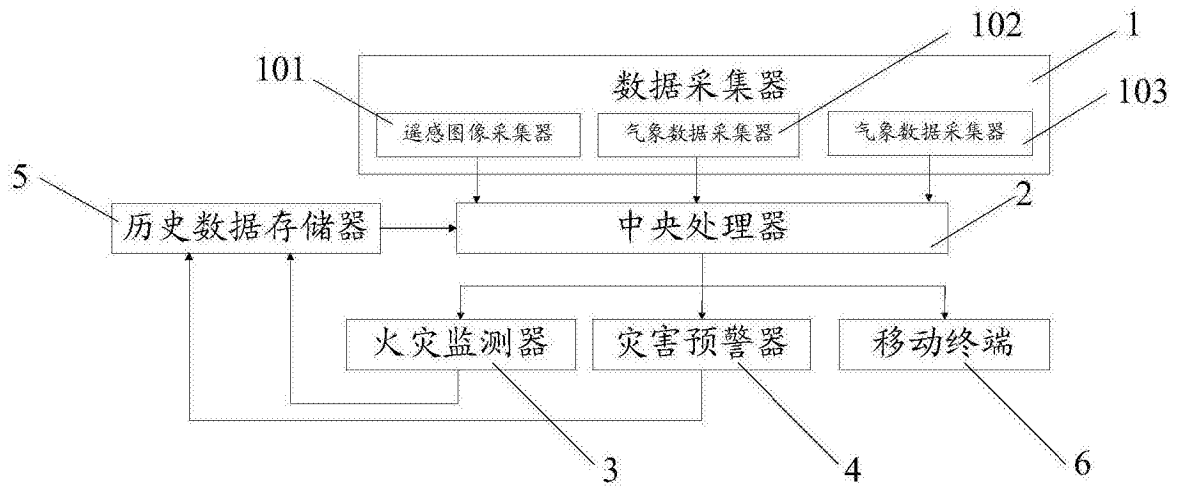 102
1
101
数据采集器
103
遥感图像采集器
气象数据采集器
气象数据采集器
5
2
历史数据存储器
中央处理器
火灾监测器
灾害预警器
移动终端
3
4
6